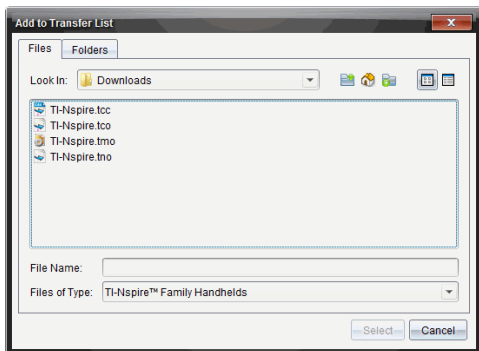 Add to Transfer List
Files Folders
Look In: Downloads
TI-Nspire.tcc
TI-Nspire.tco
TI-Nspire.tmo
TI-Nspire.tno
File Name:
Files of Type: TI-Nspire™ Family Handhelds
Select Cancel